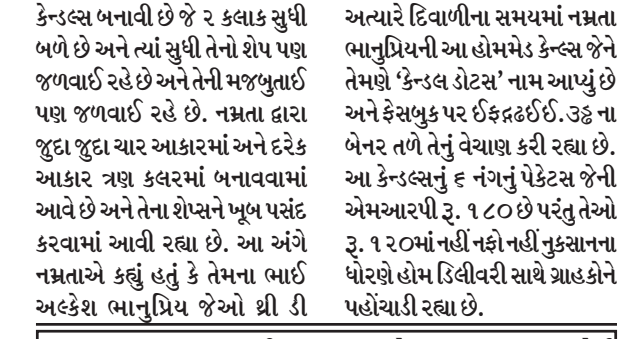 કેન્ડલ્સ બનાવી છે જે ૨ કલાક સુધી
બળે છે અને ત્યાં સુધી તેનો શેપ પણ
જળવાઈ રહે છે અને તેની મજબુતાઈ
પણ જળવાઈ રહે છે. નમ્રતા દ્વારા
જુદા જુદા ચાર આકારમાં અને દરેક
આકાર ત્રણ કલરમાં બનાવવામાં
આવે છે અને તેના શેપ્સને ખૂબ પસંદ
કરવામાં આવી રહ્યા છે. આ અંગે
નમ્રતાએ કહ્યું હતું કે તેમના ભાઈ
અલ્કેશ ભાનુપ્રિય જેઓ થ્રી ડી
અત્યારે દિવાળીના સમયમાં નમ્રતા
ભાનુપ્રિયની આ હોમમેડ કેન્લ્સ જેને
તેમણે ‘કેન્ડલ ડોટસ’ નામ આપ્યું છે
અને ફેસબુક પર ના
બેનર તળે તેનું વેચાણ કરી રહ્યા છે.
આ કેન્ડલ્સનું ૬ નંગનું પેકેટસ જેની
એમઆરપી રૂ. ૧૮૦ છે પરંતુ તેઓ
રૂ. ૧૨૦માં નહીં નફો નહીં નુકસાનના
ધોરણે હોમ ડિલીવરી સાથે ગ્રાહકોને
પહોંચાડી રહ્યા છે.